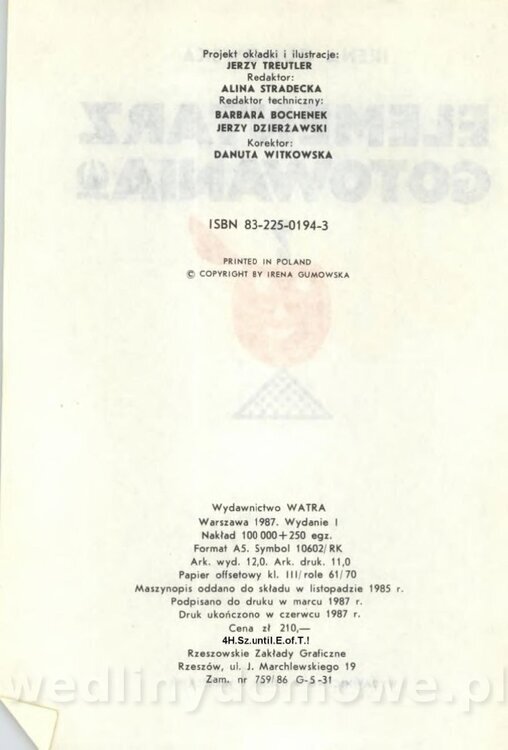 Projekt okładki i ilustracje:
JERZY TREUTLER
Redaktor:
ALINA STRADECKA
Redaktor techniczny:
BARBARA BOCHENEK
JERZY DZIERŻAWSKI
Korektor:
DANUTA WITKOWSKA
ISBN 83-225-0194-3
PRINTED IN POLAND
© COPYRIGHT BY IRENA GUMOWSKA
Wydawnictwo WATRA
Warszawa 1987. Wydanie I
Nakład 100 000+250 egz.
Format A5. Symbol 10602/RK
Ark. wyd. 12,0. Ark. druk. 11,0
Papier offsetowy kl. III/role 61/70
Maszynopis oddano do składu w listopadzie 1985 r.
Podpisano do druku w marcu 1987 r.
Druk ukończono w czerwcu 1987 r.
Cena zł 210,—
4H.Sz.until.E.of.T.!
Rzeszowskie Zakłady Graficzne
Rzeszów, ul. J. Marchlewskiego 19
Zam. nr 759/86 G-5-31
wedlinydomowe.pl